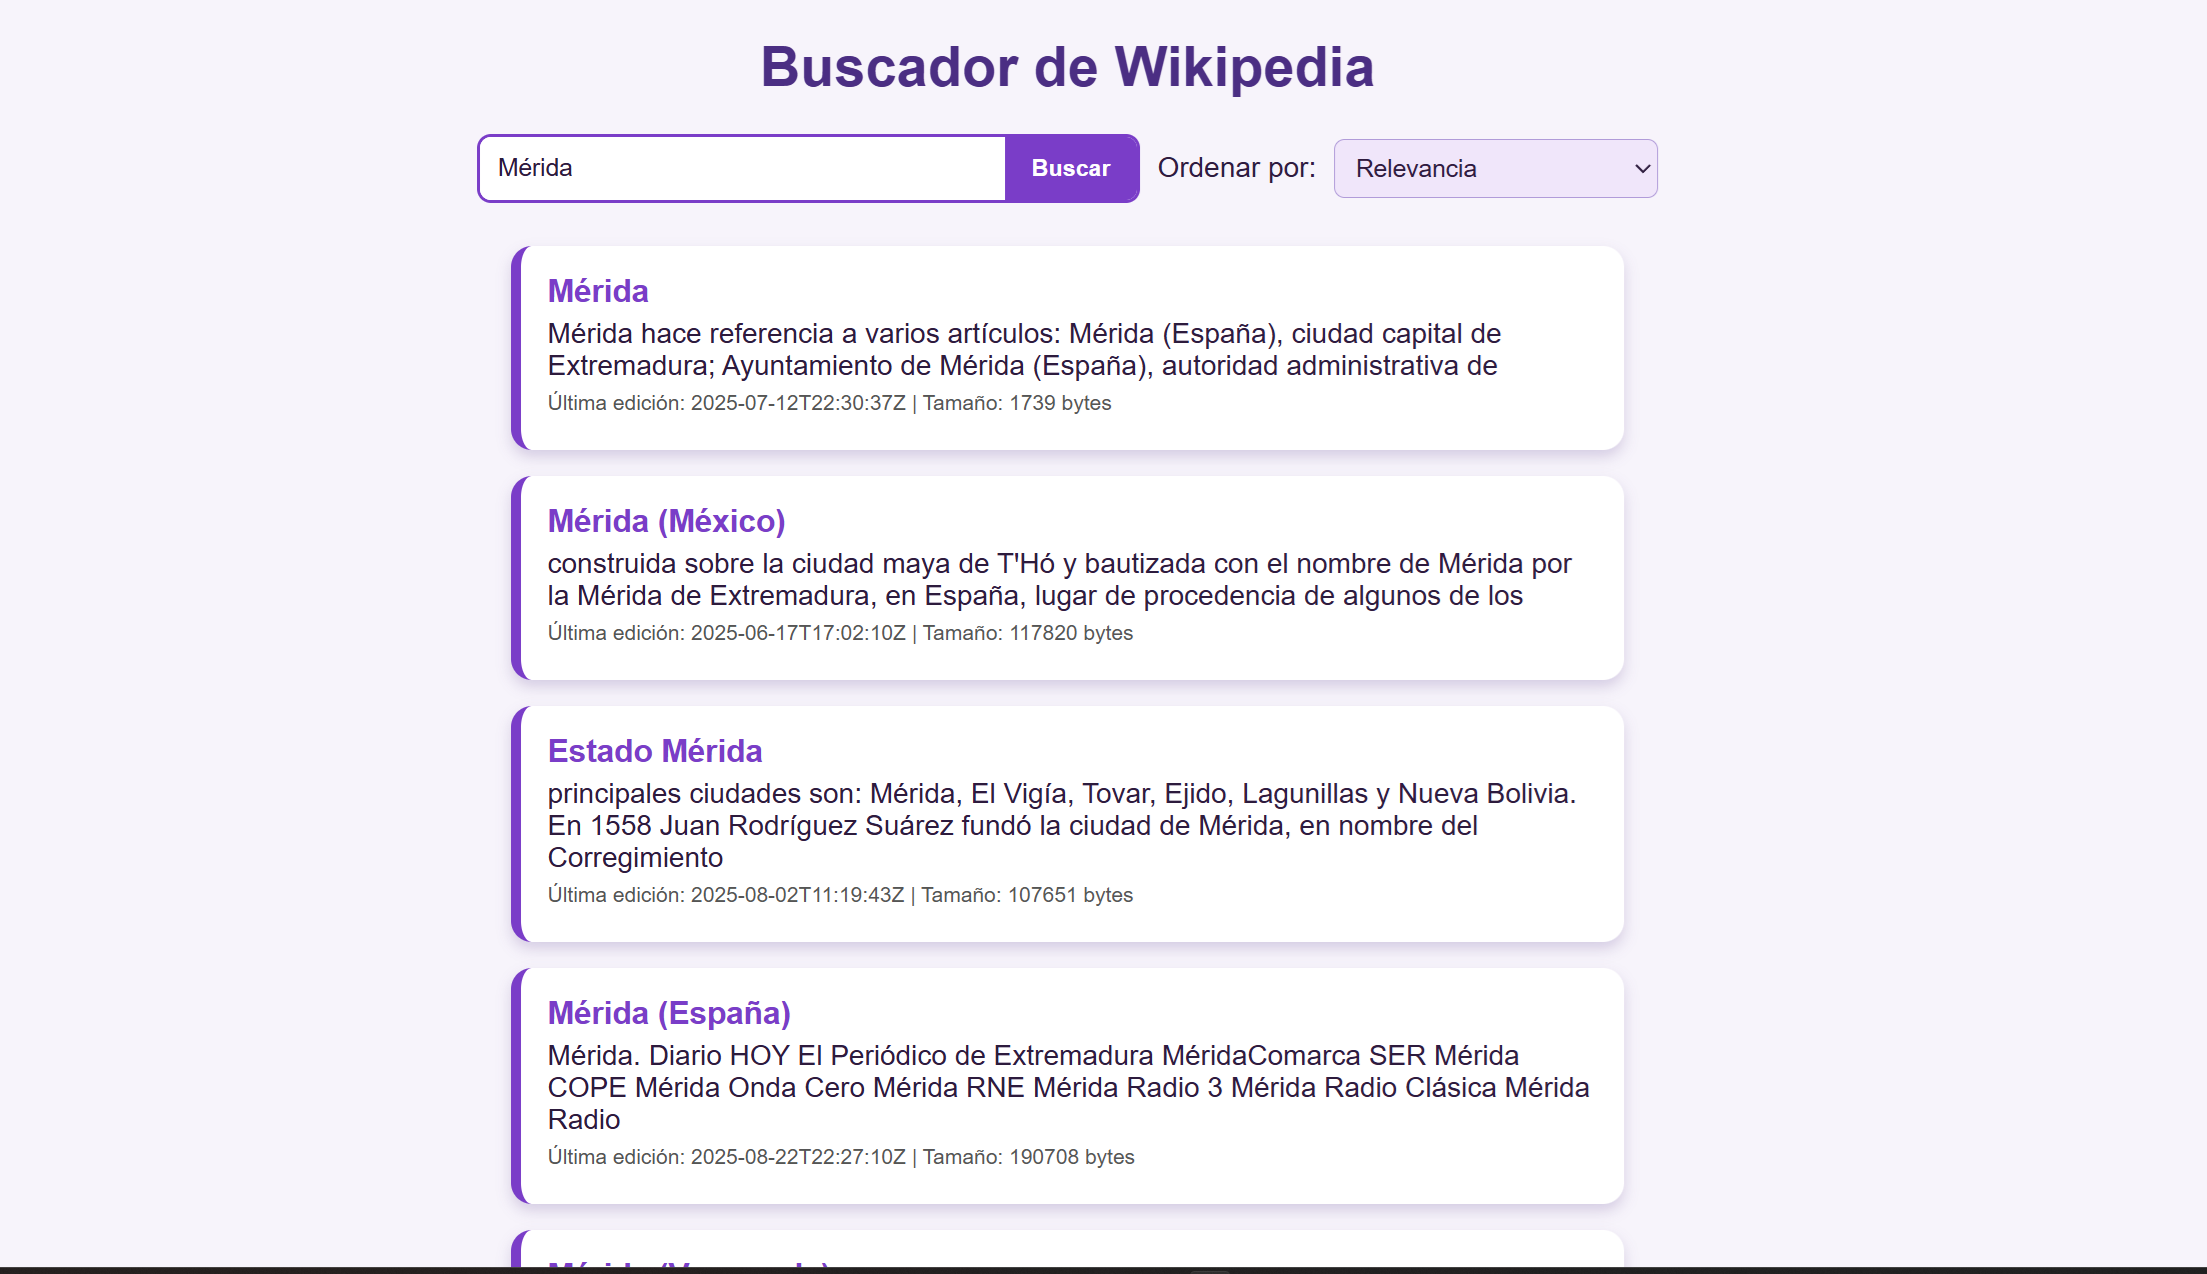 Buscador de Wikipedia
Mérida
Buscar
Ordenar por:
Relevancia
Mérida
Mérida hace referencia a varios artículos: Mérida (España), ciudad capital de
Extremadura; Ayuntamiento de Mérida (España), autoridad administrativa de
Última edición: 2025-07-12T22:30:37Z | Tamaño: 1739 bytes
Mérida (México)
construida sobre la ciudad maya de T'Hó y bautizada con el nombre de Mérida por
la Mérida de Extremadura, en España, lugar de procedencia de algunos de los
Última edición: 2025-06-17T17:02:10Z | Tamaño: 117820 bytes
Estado Mérida
principales ciudades son: Mérida, El Vigía, Tovar, Ejido, Lagunillas y Nueva Bolivia.
En 1558 Juan Rodríguez Suárez fundó la ciudad de Mérida, en nombre del
Corregimiento
Última edición: 2025-08-02T11:19:43Z | Tamaño: 107651 bytes
Mérida (España)
Mérida. Diario HOY El Periódico de Extremadura MéridaComarca SER Mérida
COPE Mérida Onda Cero Mérida RNE Mérida Radio 3 Mérida Radio Clásica Mérida
Radio
Última edición: 2025-08-22T22:27:10Z | Tamaño: 190708 bytes